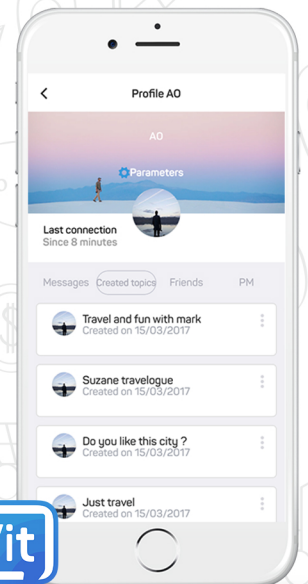 Profile AO
AO
Parameters
Last connection
Since 8 minutes
Messages Created topics Friends PM
Travel and fun with mark
Created on 15/03/2017
Suzane travelogue
Created on 15/03/2017
Do you like this city ?
Created on 15/03/2017
Just travel
Created on 15/03/2017
it